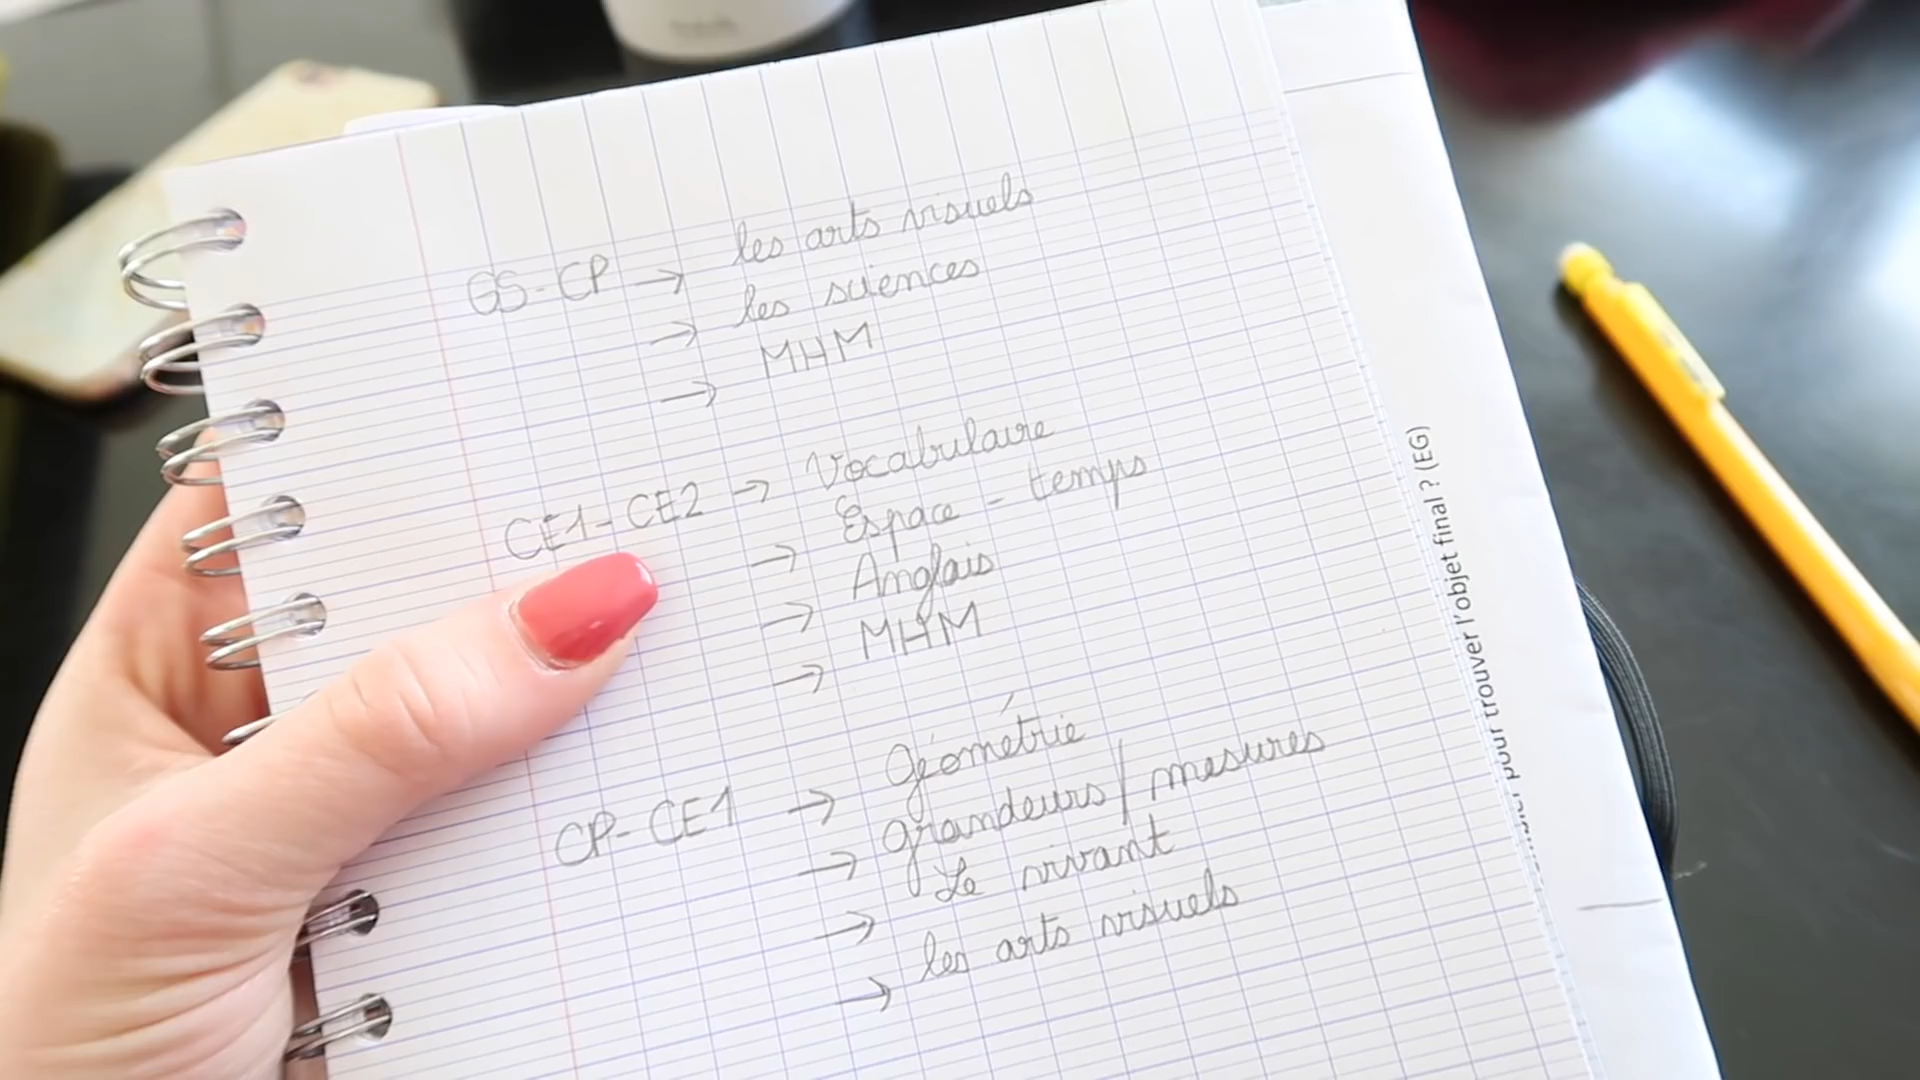 GS-CP → les arts visuels
→ les sciences
→ MHM
CE1-CE2 → Vocabulaire
→ Espace - temps
→ Anglais
→ MHM
CP-CE1 → Géométrie
→ grandeurs/mesures
→ Le vivant
→ les arts visuels
pour trouver l'objet final ? (EG)